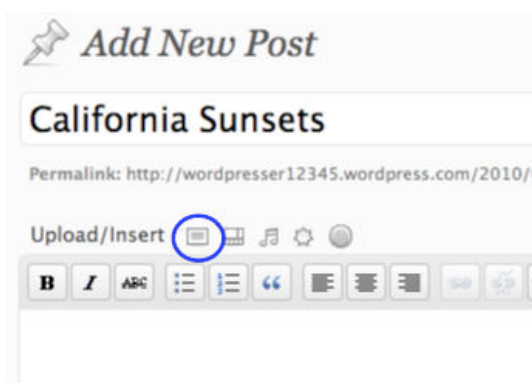 Add New Post
California Sunsets
Permalink: http://wordpresser12345.wordpress.com/2010/
Upload/Insert
B I ABC